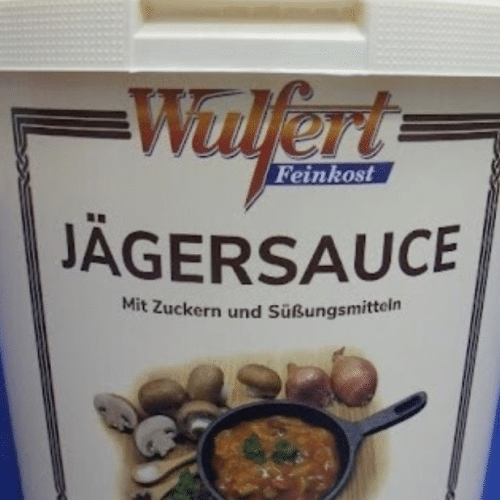 Wulfert
Feinkost
JÄGERSAUCE
Mit Zuckern und Süßungsmitteln